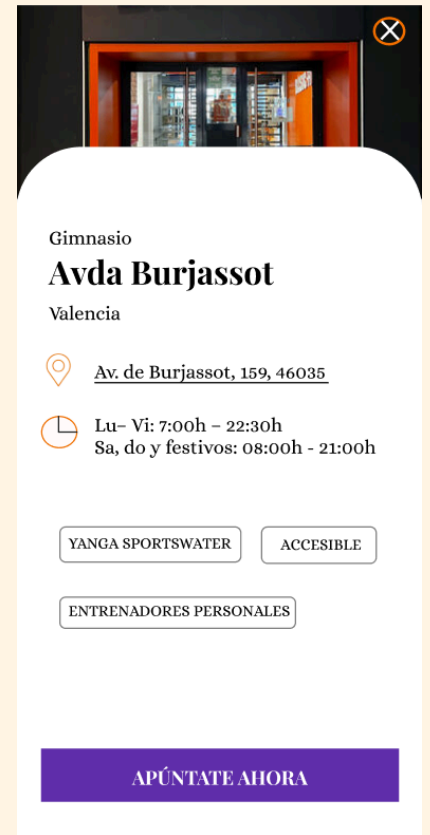 Gimnasio
Avda Burjassot
Valencia
Av. de Burjassot, 159, 46035
Lu– Vi: 7:00h – 22:30h
Sa, do y festivos: 08:00h - 21:00h
YANGA SPORTSWATER
ACCESIBLE
ENTRENADORES PERSONALES
APÚNTATE AHORA